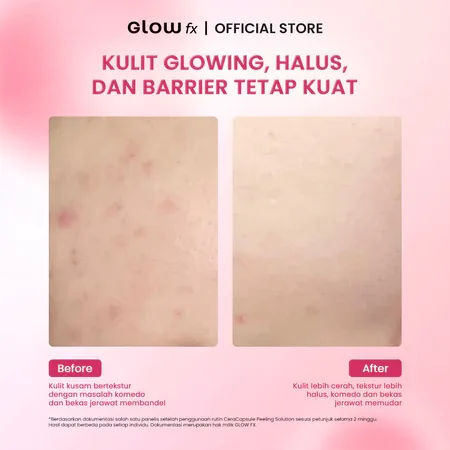 GLOW fx | OFFICIAL STORE
KULIT GLOWING, HALUS,
DAN BARRIER TETAP KUAT
Before
Kulit kusam bertekstur
dengan masalah komedo
dan bekas jerawat membandel
After
Kulit lebih cerah, tekstur lebih
halus, komedo dan bekas
jerawat memudar
*Berdasarkan dokumentasi salah satu panelis setelah penggunaan rutin CeraCapsule Peeling Solution sesuai petunjuk selama 2 minggu.
Hasil dapat berbeda pada setiap individu. Dokumentasi merupakan hak milik GLOW FX.